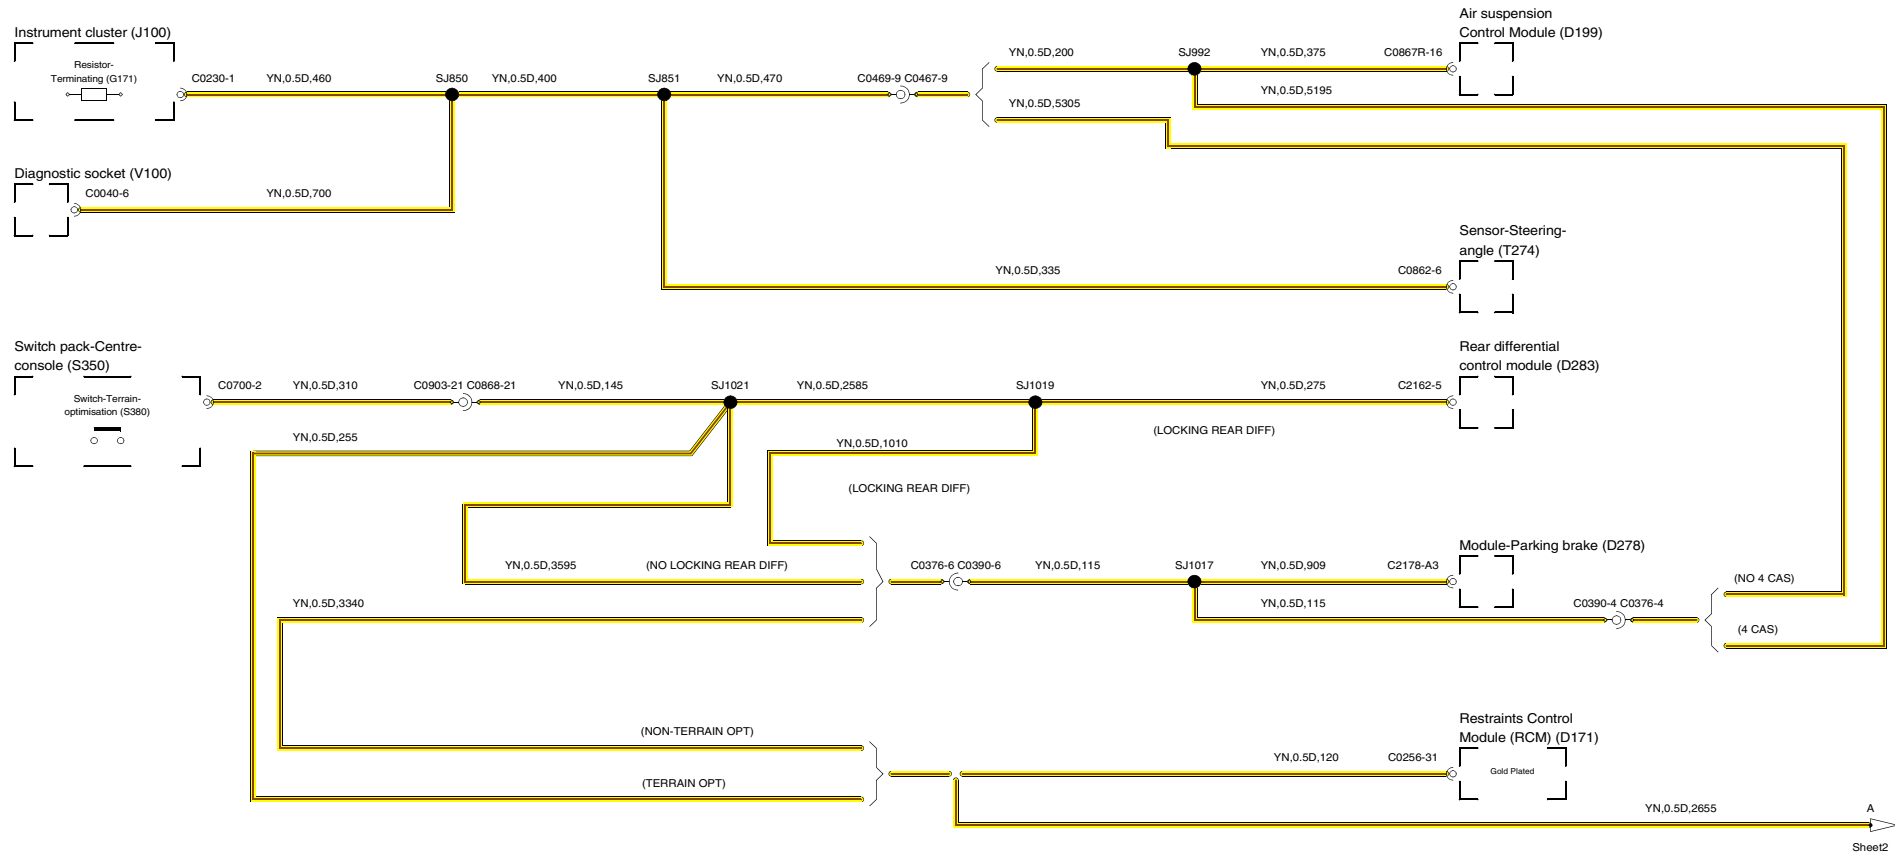 Air suspension
Control Module (D199)
Instrument cluster (J100)
Resistor-
Terminating (G171)
C0230-1
YN,0.5D,460
SJ850
YN,0.5D,400
SJ851
YN,0.5D,470
C0469-9 C0467-9
YN,0.5D,200
SJ992
YN,0.5D,375
C0867R-16
YN,0.5D,5195
YN,0.5D,5305
Diagnostic socket (V100)
C0040-6
YN,0.5D,700
Sensor-Steering-
angle (T274)
YN,0.5D,335
C0862-6
Switch pack-Centre-
console (S350)
Switch-Terrain-
optimisation (S380)
C0700-2
YN,0.5D,310
C0903-21 C0868-21
YN,0.5D,145
SJ1021
YN,0.5D,2585
SJ1019
YN,0.5D,275
C2162-5
Rear differential
control module (D283)
(LOCKING REAR DIFF)
YN,0.5D,255
YN,0.5D,1010
(LOCKING REAR DIFF)
Module-Parking brake (D278)
YN,0.5D,3595
(NO LOCKING REAR DIFF)
C0376-6 C0390-6
YN,0.5D,115
SJ1017
YN,0.5D,909
C2178-A3
(NO 4 CAS)
YN,0.5D,3340
YN,0.5D,115
C0390-4 C0376-4
(4 CAS)
Restraints Control
Module (RCM) (D171)
(NON-TERRAIN OPT)
YN,0.5D,120
C0256-31
Gold Plated
(TERRAIN OPT)
YN,0.5D,2655
A
Sheet2